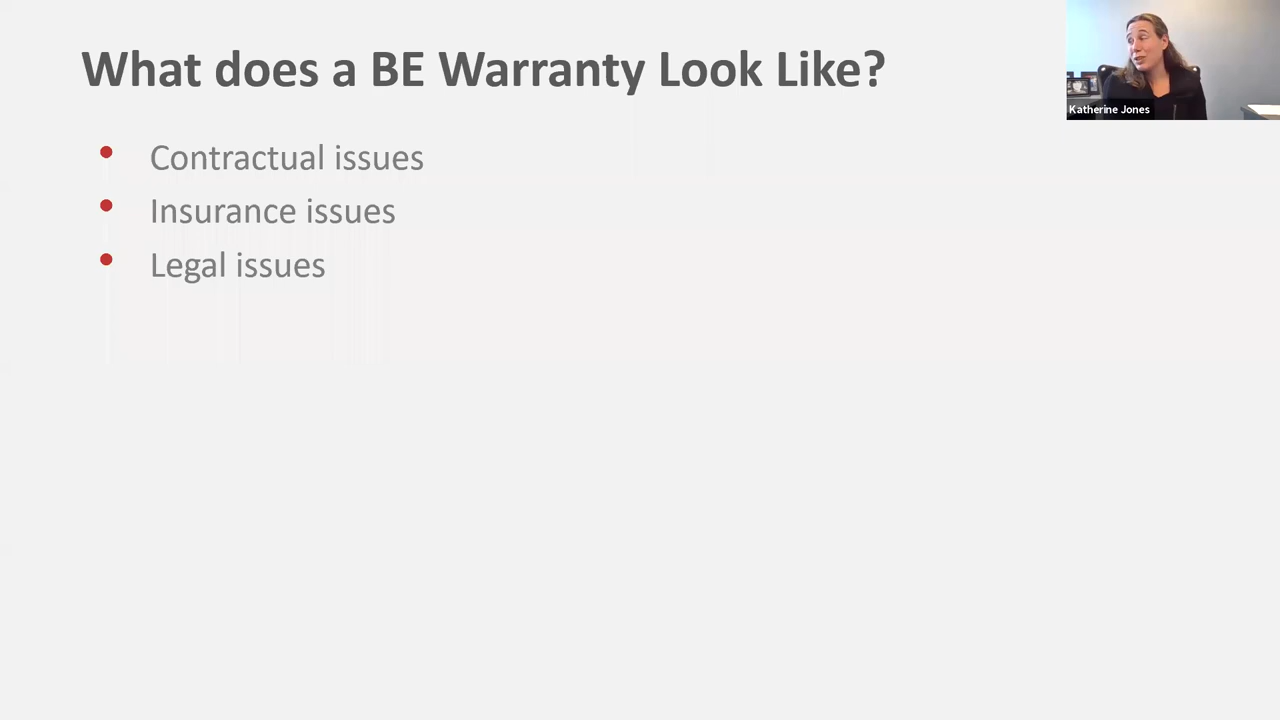 What does a BE Warranty Look Like?
Katherine Jones
• Contractual issues
• Insurance issues
• Legal issues